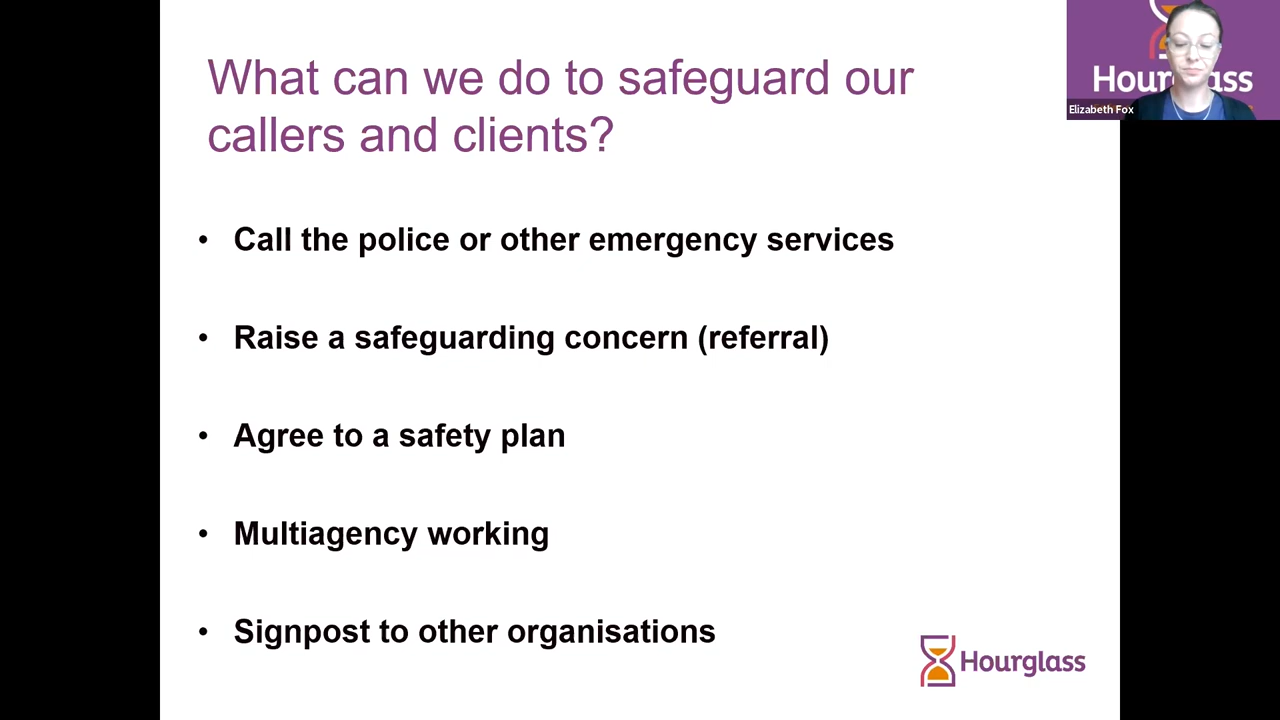 What can we do to safeguard our
callers and clients?
• Call the police or other emergency services
• Raise a safeguarding concern (referral)
• Agree to a safety plan
• Multiagency working
• Signpost to other organisations
Hourglass
Elizabeth Fox